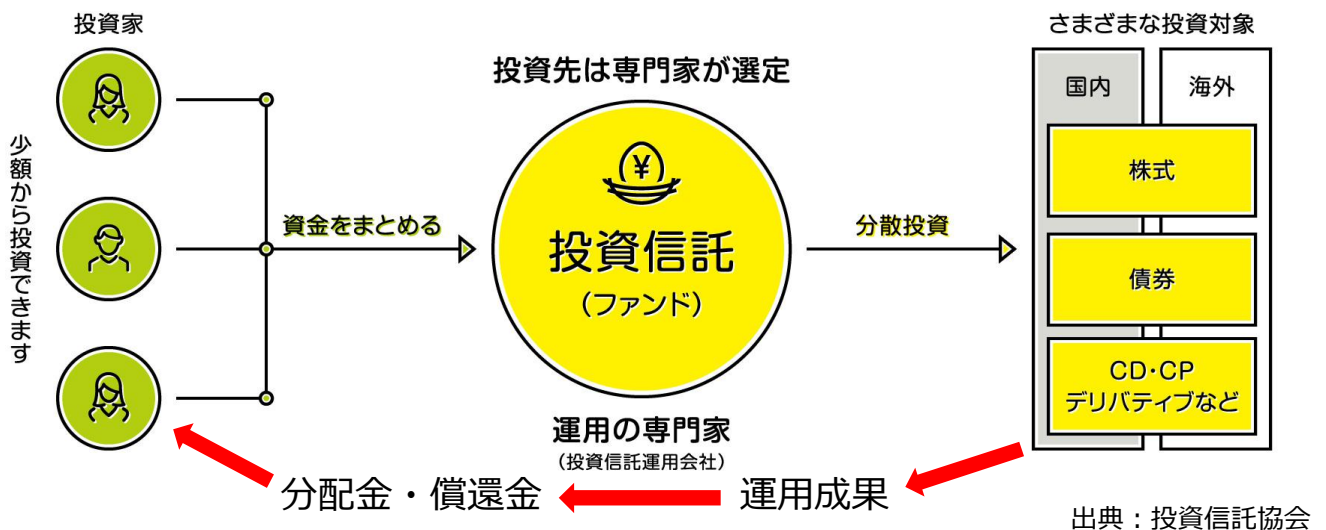 投資家
少額から投資できます
資金をまとめる
投資先は専門家が選定
¥
投資信託
(ファンド)
運用の専門家
(投資信託運用会社)
分散投資
さまざまな投資対象
国内
海外
株式
債券
CD・CP
デリバティブなど
運用成果
分配金・償還金
出典：投資信託協会